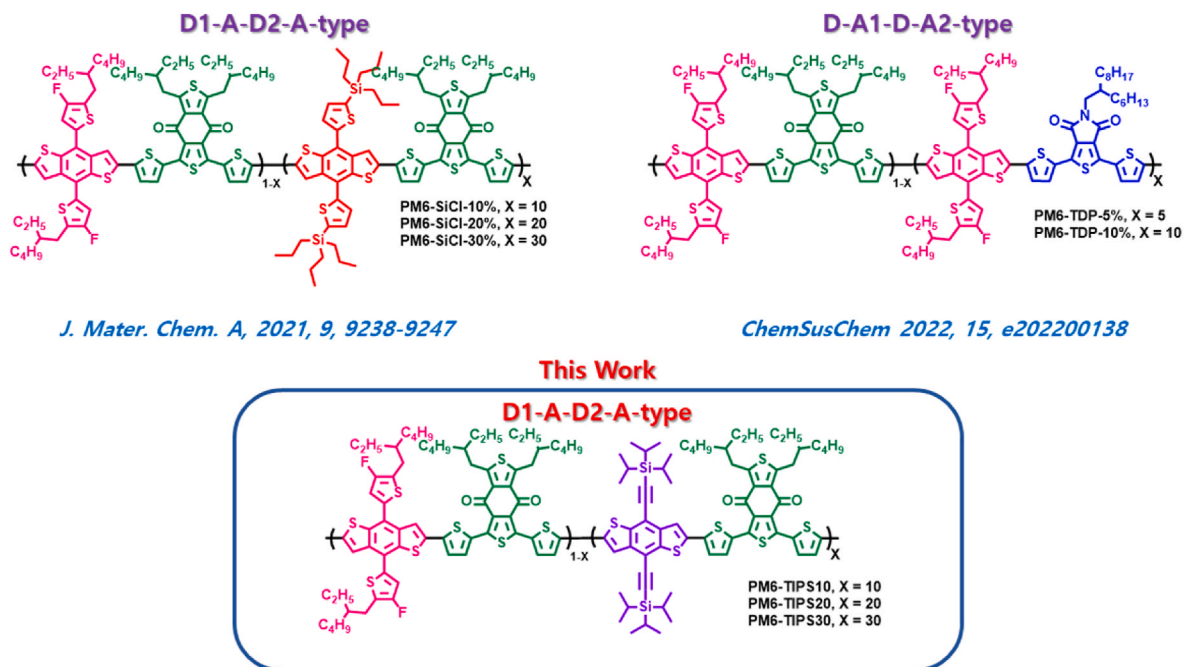 D1-A-D2-A-type
D-A1-D-A2-type
C2H5
C4H9
C4H9
C2H5
C2H5
C4H9
F
S
S
O
O
S
S
S
S
S
S
S
F
C2H5
C4H9
1-X
Si
S
S
S
S
Si
C4H9
C2H5
C2H5
C4H9
S
O
O
S
S
S
X
PM6-SiCl-10%, X = 10
PM6-SiCl-20%, X = 20
PM6-SiCl-30%, X = 30
C2H5
C4H9
C4H9
C2H5
C2H5
C4H9
F
S
S
O
O
S
S
S
S
S
S
F
C2H5
C4H9
1-X
C2H5
C4H9
F
S
S
S
S
F
C2H5
C4H9
C8H17
C6H13
N
O
O
S
S
S
X
PM6-TDP-5%, X = 5
PM6-TDP-10%, X = 10
J. Mater. Chem. A, 2021, 9, 9238-9247
ChemSusChem 2022, 15, e202200138
This Work
D1-A-D2-A-type
C2H5
C4H9
C4H9
C2H5
C2H5
C4H9
F
S
S
O
O
S
S
S
S
S
S
F
C2H5
C4H9
1-X
Si
S
S
Si
C4H9
C2H5
C2H5
C4H9
S
O
O
S
S
S
X
PM6-TIPS10, X = 10
PM6-TIPS20, X = 20
PM6-TIPS30, X = 30